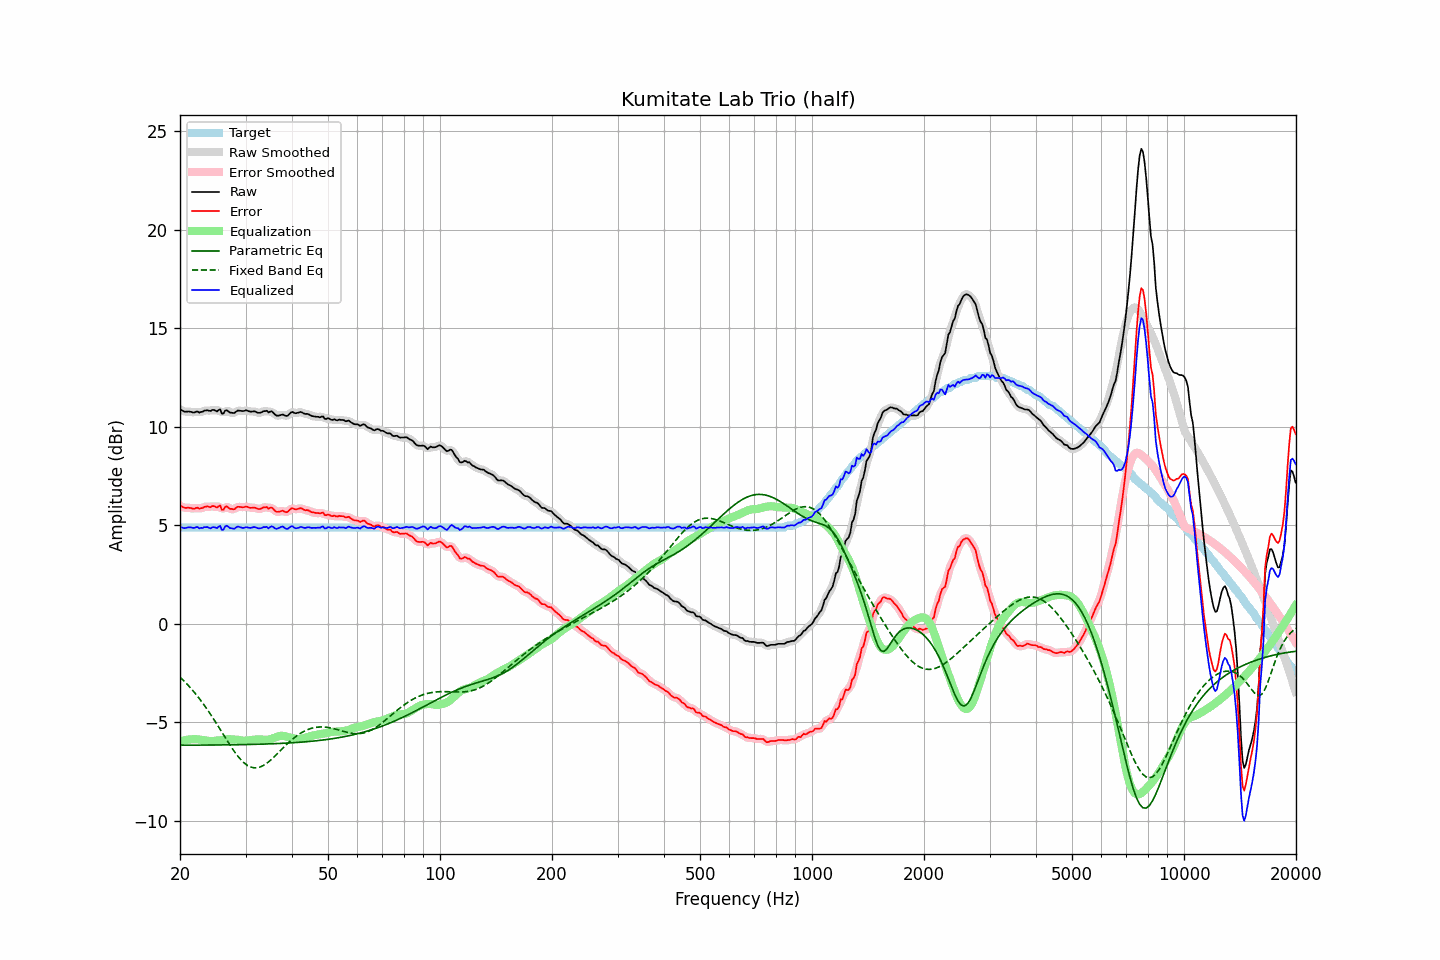 Kumitate Lab Trio (half)
Target
Raw Smoothed
Error Smoothed
Raw
Error
Equalization
Parametric Eq
Fixed Band Eq
Equalized
25
20
15
10
5
0
−5
−10
Amplitude (dBr)
20 50 100 200 500 1000 2000 5000 10000 20000
Frequency (Hz)